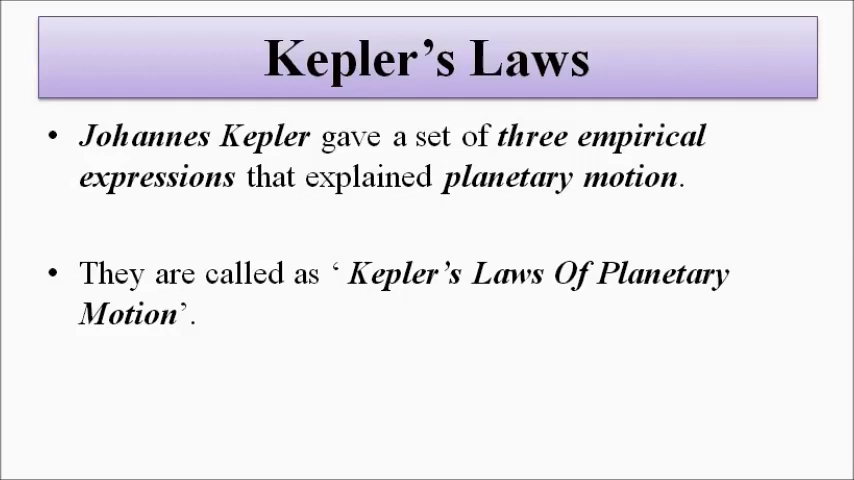 Kepler’s Laws
• Johannes Kepler gave a set of three empirical
expressions that explained planetary motion.
• They are called as ‘ Kepler’s Laws Of Planetary
Motion’.